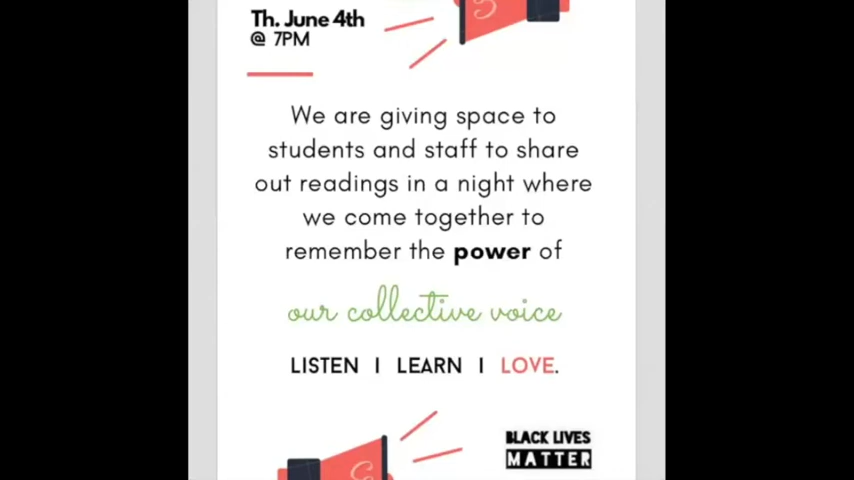 Th. June 4th
@ 7PM
We are giving space to
students and staff to share
out readings in a night where
we come together to
remember the power of
our collective voice
LISTEN I LEARN I LOVE.
BLACK LIVES
MATTER